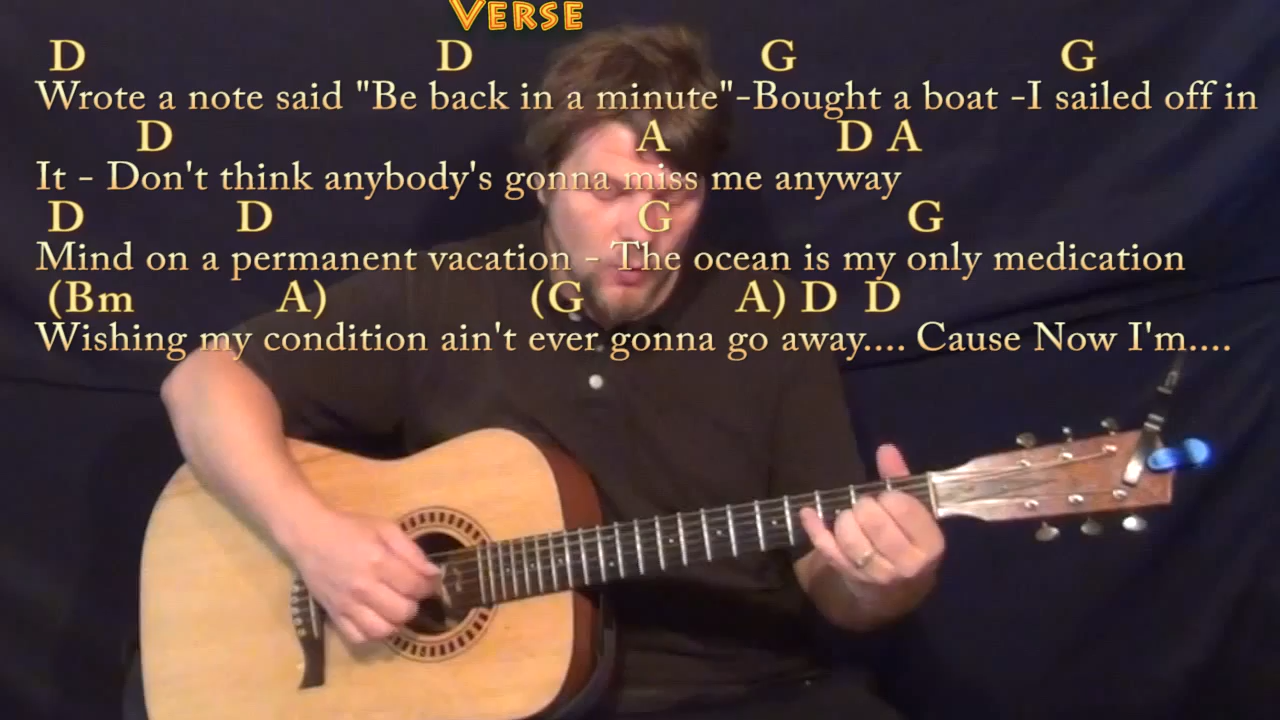 VERSE
D D G G
Wrote a note said "Be back in a minute"-Bought a boat -I sailed off in
D A D A
It - Don't think anybody's gonna miss me anyway
D D G G
Mind on a permanent vacation - The ocean is my only medication
(Bm A) (G A) D D
Wishing my condition ain't ever gonna go away.... Cause Now I'm....